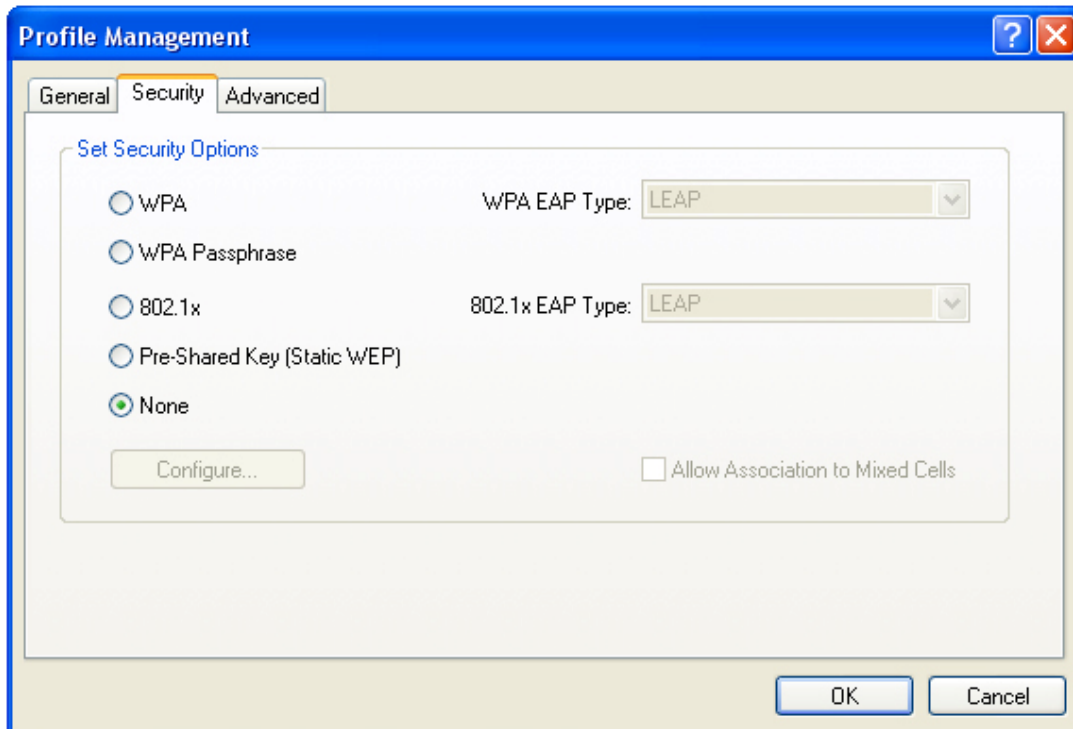 Profile Management
General Security Advanced
Set Security Options
WPA WPA EAP Type: LEAP
WPA Passphrase
802.1x 802.1x EAP Type: LEAP
Pre-Shared Key (Static WEP)
None
Configure... Allow Association to Mixed Cells
OK Cancel